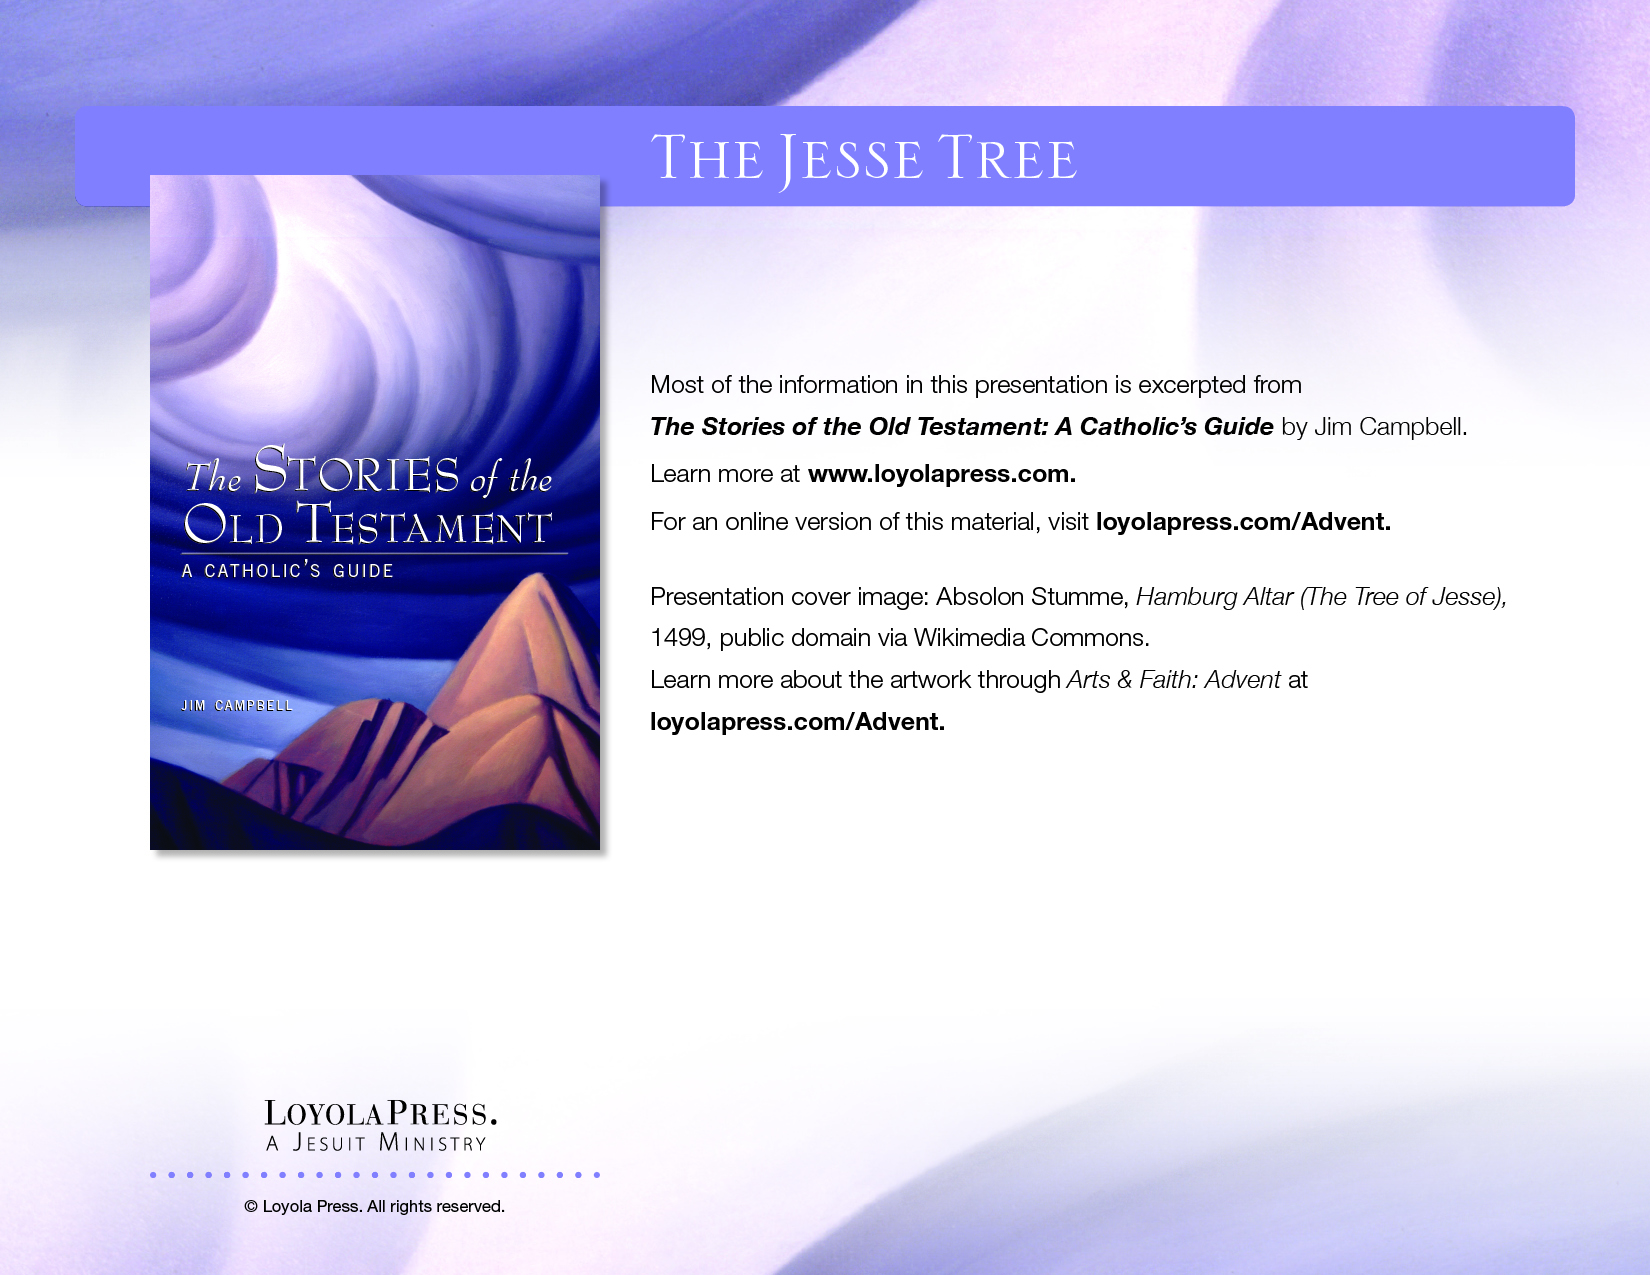 THE JESSE TREE
The STORIES of the
OLD TESTAMENT
A CATHOLIC'S GUIDE
JIM CAMPBELL
Most of the information in this presentation is excerpted from
The Stories of the Old Testament: A Catholic’s Guide by Jim Campbell.
Learn more at www.loyolapress.com.
For an online version of this material, visit loyolapress.com/Advent.
Presentation cover image: Absolon Stumme, Hamburg Altar (The Tree of Jesse),
1499, public domain via Wikimedia Commons.
Learn more about the artwork through Arts & Faith: Advent at
loyolapress.com/Advent.
LOYOLA PRESS.
A JESUIT MINISTRY
© Loyola Press. All rights reserved.